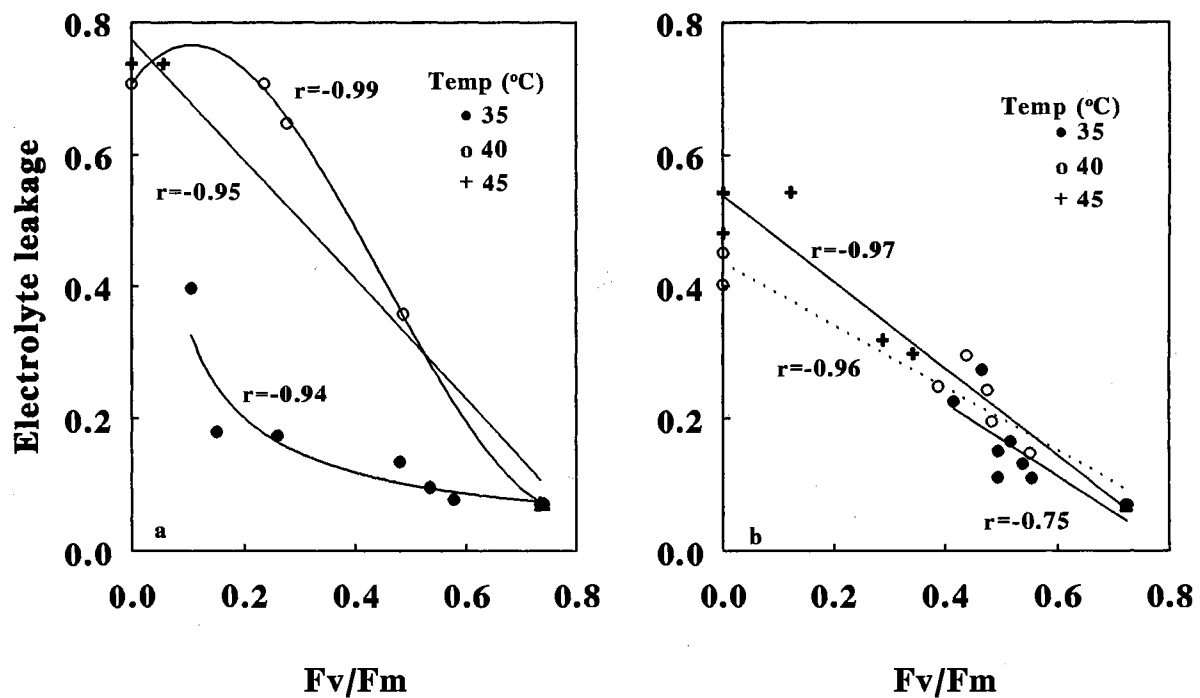 Electrolyte leakage
0.8
0.6
0.4
0.2
0.0
Temp (°C)
35
40
45
r=-0.99
r=-0.95
r=-0.94
a
0.0 0.2 0.4 0.6 0.8
Fv/Fm
0.8
0.6
0.4
0.2
0.0
Temp (°C)
35
40
45
r=-0.97
r=-0.96
r=-0.75
b
0.0 0.2 0.4 0.6 0.8
Fv/Fm